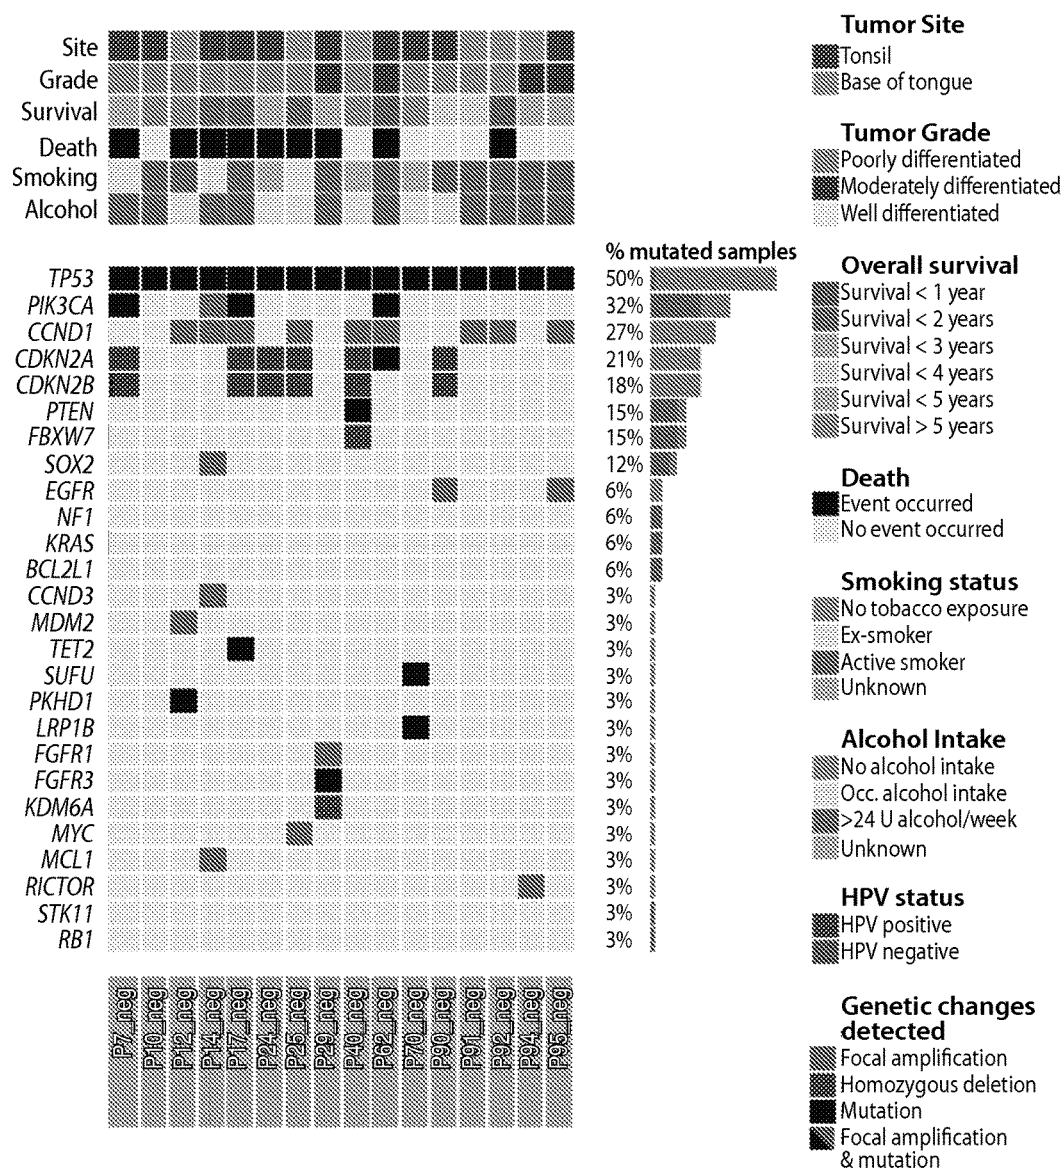 Site
Grade
Survival
Death
Smoking
Alcohol
% mutated samples
TP53 50%
PIK3CA 32%
CCND1 27%
CDKN2A 21%
CDKN2B 18%
PTEN 15%
FBXW7 15%
SOX2 12%
EGFR 6%
NF1 6%
KRAS 6%
BCL2L1 6%
CCND3 3%
MDM2 3%
TET2 3%
SUFU 3%
PKHD1 3%
LRP1B 3%
FGFR1 3%
FGFR3 3%
KDM6A 3%
MYC 3%
MCL1 3%
RICTOR 3%
STK11 3%
RB1 3%
P7_neg
P10_neg
P12_neg
P14_neg
P17_neg
P24_neg
P25_neg
P29_neg
P40_neg
P62_neg
P70_neg
P90_neg
P91_neg
P92_neg
P94_neg
P95_neg
Tumor Site
Tonsil
Base of tongue
Tumor Grade
Poorly differentiated
Moderately differentiated
Well differentiated
Overall survival
Survival < 1 year
Survival < 2 years
Survival < 3 years
Survival < 4 years
Survival < 5 years
Survival > 5 years
Death
Event occurred
No event occurred
Smoking status
No tobacco exposure
Ex-smoker
Active smoker
Unknown
Alcohol Intake
No alcohol intake
Occ. alcohol intake
>24 U alcohol/week
Unknown
HPV status
HPV positive
HPV negative
Genetic changes
detected
Focal amplification
Homozygous deletion
Mutation
Focal amplification
& mutation